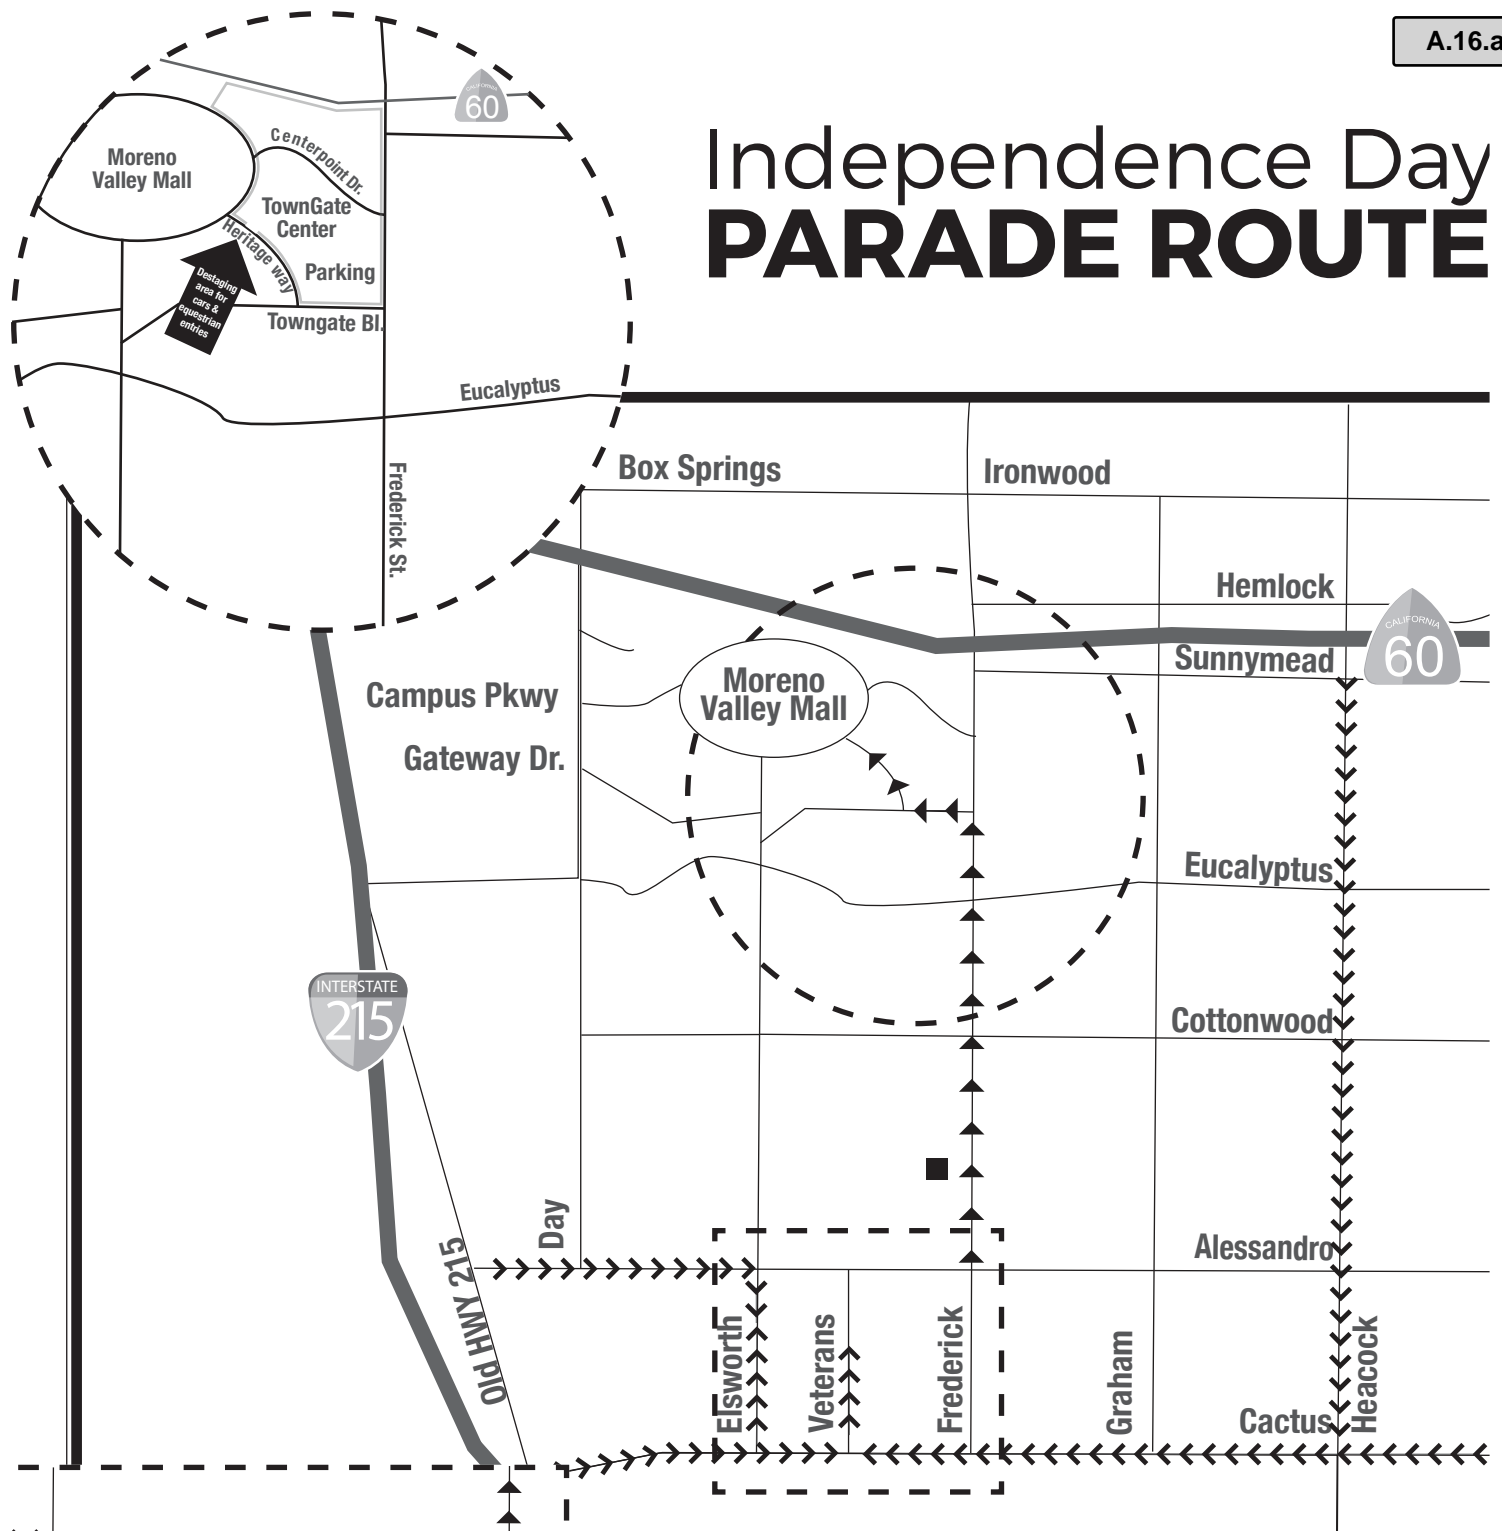 A.16.a
Independence Day
PARADE ROUTE
CALIFORNIA
60
Moreno
Valley Mall
Centerpoint Dr.
TownGate
Center
Heritage way
Parking
Destaging
area for
cars &
equestrian
entries
Towngate Bl.
Eucalyptus
Frederick St.
Box Springs
Ironwood
Hemlock
CALIFORNIA
60
Sunnymead
Moreno
Valley Mall
Campus Pkwy
Gateway Dr.
Eucalyptus
INTERSTATE
215
Cottonwood
Day
Alessandro
Old HWY 215
Elsworth
Veterans
Frederick
Graham
Heacock
Cactus